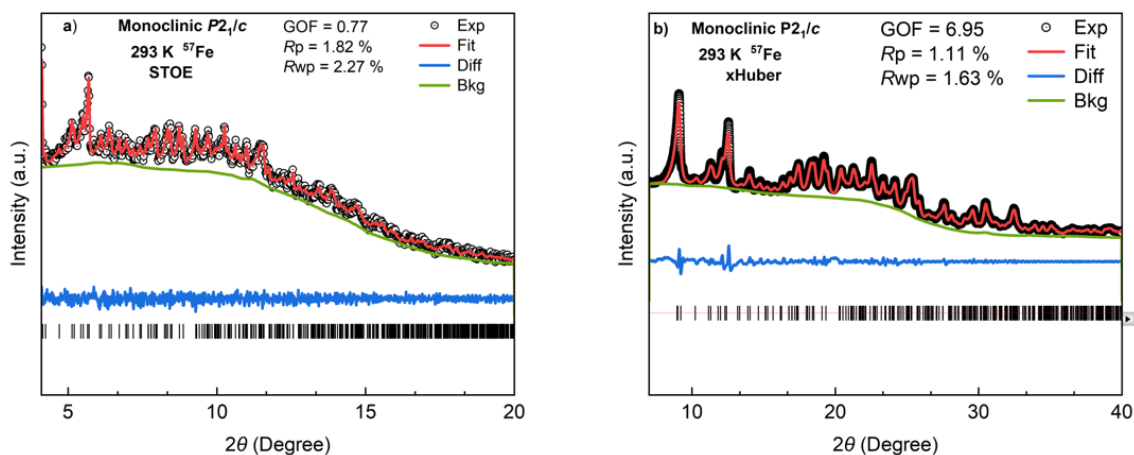 a) Monoclinic P2₁/c
293 K ⁵⁷Fe
STOE
GOF = 0.77
Rp = 1.82 %
Rwp = 2.27 %
Exp
Fit
Diff
Bkg
Intensity (a.u.)
5 10 15 20
2θ (Degree)
b) Monoclinic P2₁/c
293 K ⁵⁷Fe
xHuber
GOF = 6.95
Rp = 1.11 %
Rwp = 1.63 %
Exp
Fit
Diff
Bkg
Intensity (a.u.)
10 20 30 40
2θ (Degree)